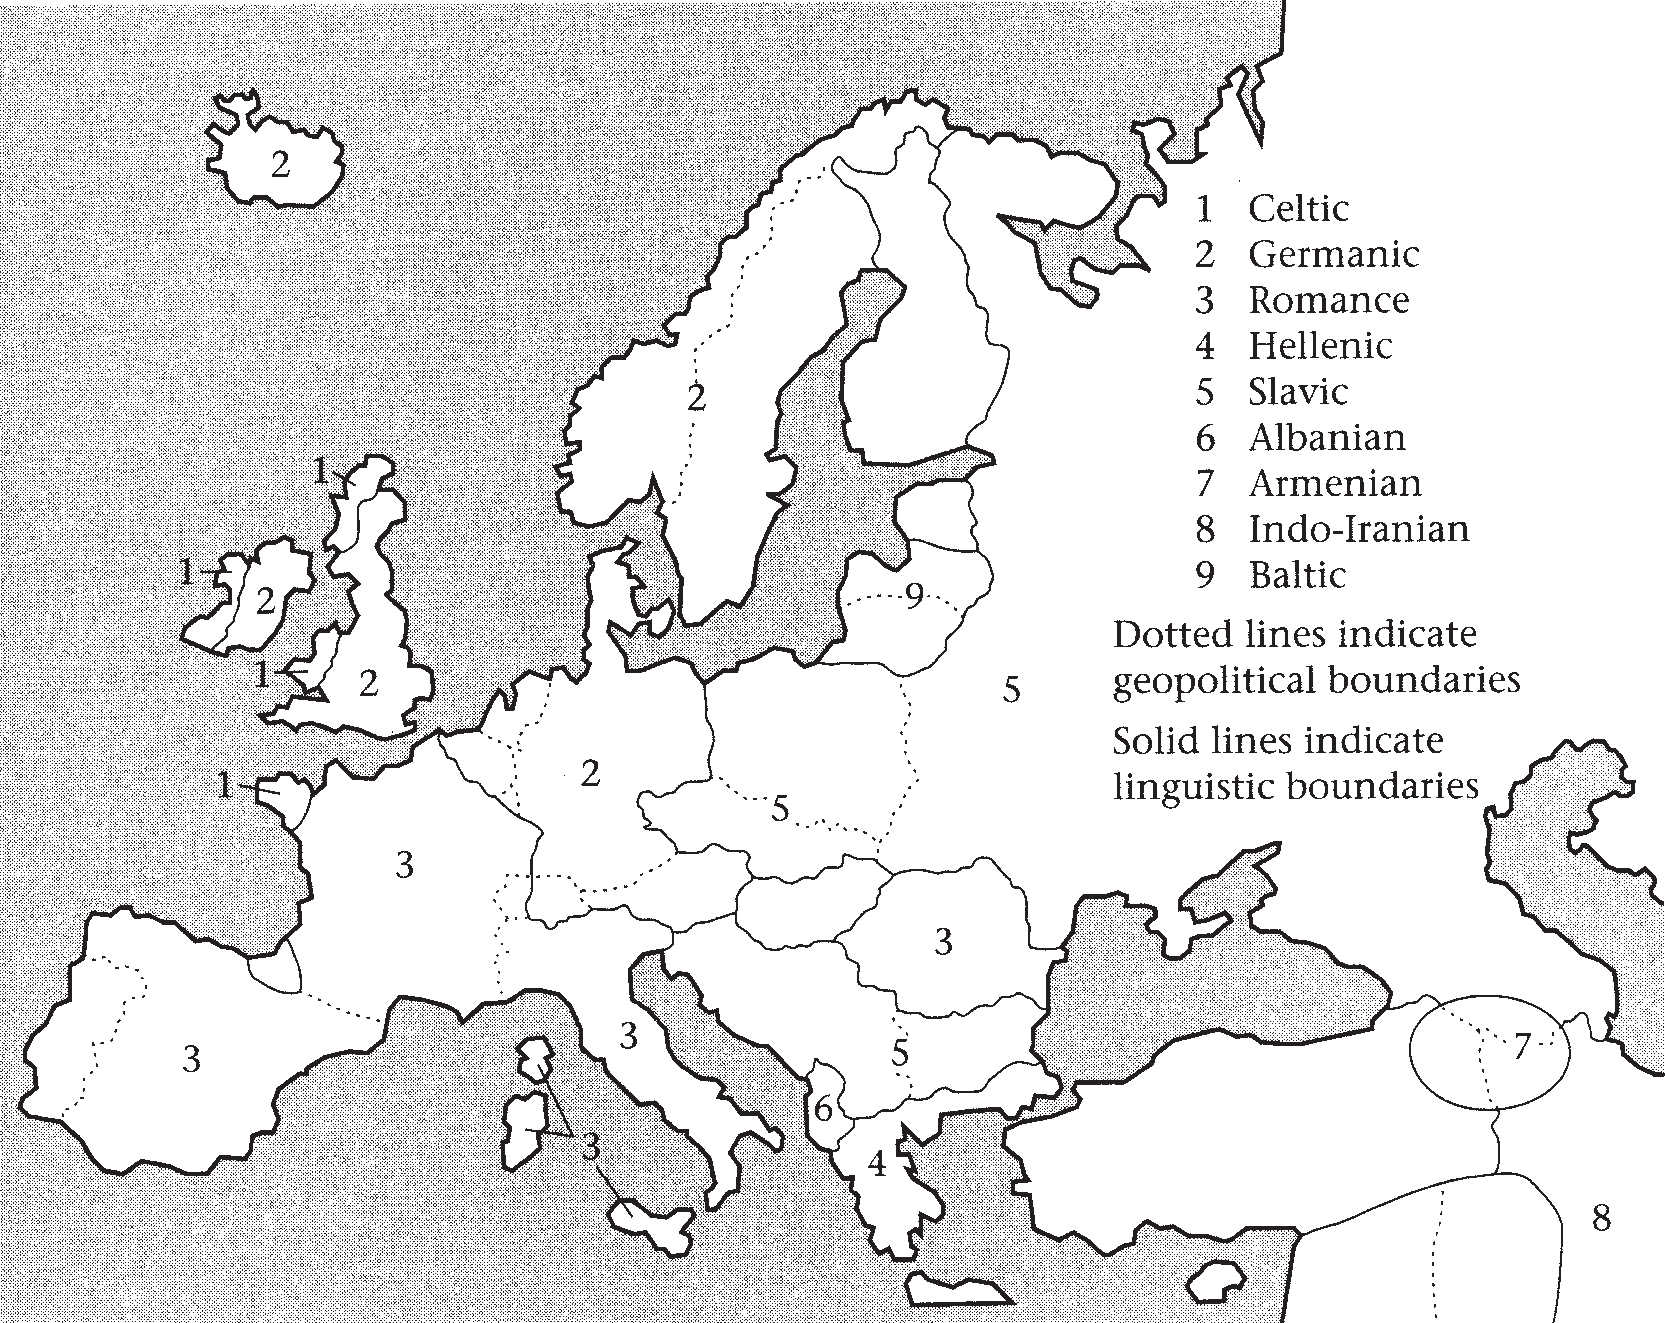 2
1 Celtic
2 Germanic
3 Romance
4 Hellenic
5 Slavic
6 Albanian
7 Armenian
8 Indo-Iranian
9 Baltic
Dotted lines indicate
geopolitical boundaries
Solid lines indicate
linguistic boundaries
2
1
1
2
9
1
2
5
1
2
5
3
3
3
3
5
7
6
3
4
8